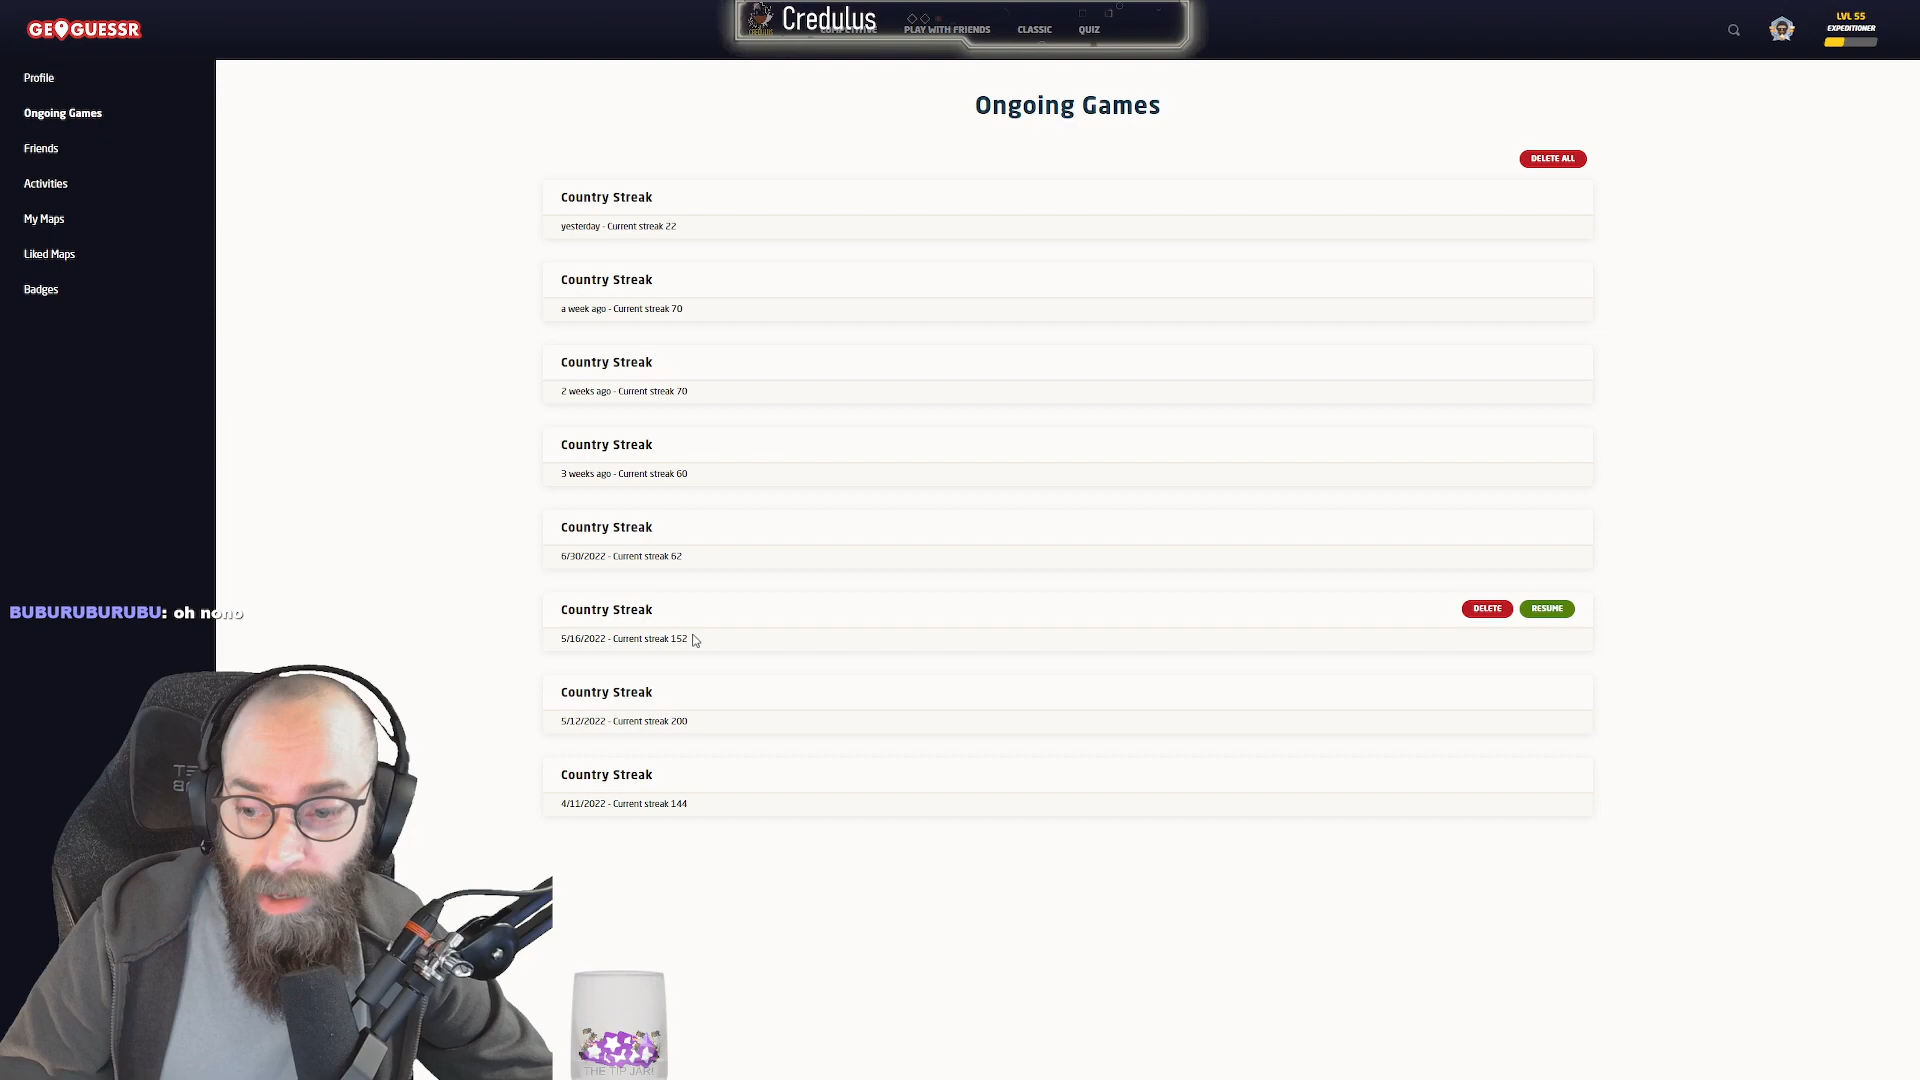 GEOGUESSR
Credulus
COMPETITIVE
PLAY WITH FRIENDS
CLASSIC
QUIZ
LVL 55
EXPEDITIONER
Profile
Ongoing Games
Friends
Activities
My Maps
Liked Maps
Badges
Ongoing Games
DELETE ALL
Country Streak
yesterday - Current streak 22
Country Streak
a week ago - Current streak 70
Country Streak
2 weeks ago - Current streak 70
Country Streak
3 weeks ago - Current streak 60
Country Streak
6/30/2022 - Current streak 62
Country Streak
DELETE
RESUME
5/16/2022 - Current streak 152
Country Streak
5/12/2022 - Current streak 200
Country Streak
4/11/2022 - Current streak 144
BUBURUBURUBU: oh nono
THE TIP JAR!